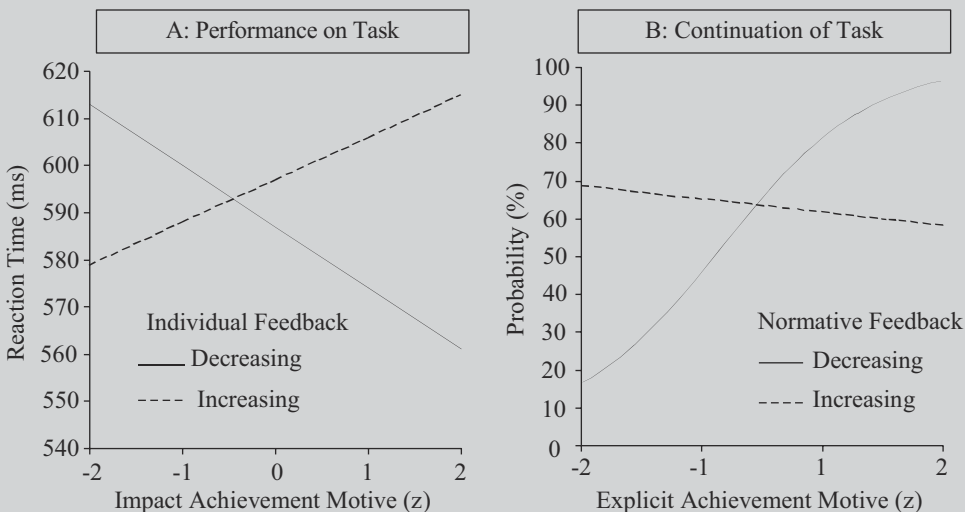 A: Performance on Task
620
610
600
590
580
570
560
550
540
Reaction Time (ms)
Individual Feedback
Decreasing
Increasing
-2
-1
0
1
2
Impact Achievement Motive (z)
B: Continuation of Task
100
90
80
70
60
50
40
30
20
10
0
Probability (%)
Normative Feedback
Decreasing
Increasing
-2
-1
1
2
Explicit Achievement Motive (z)